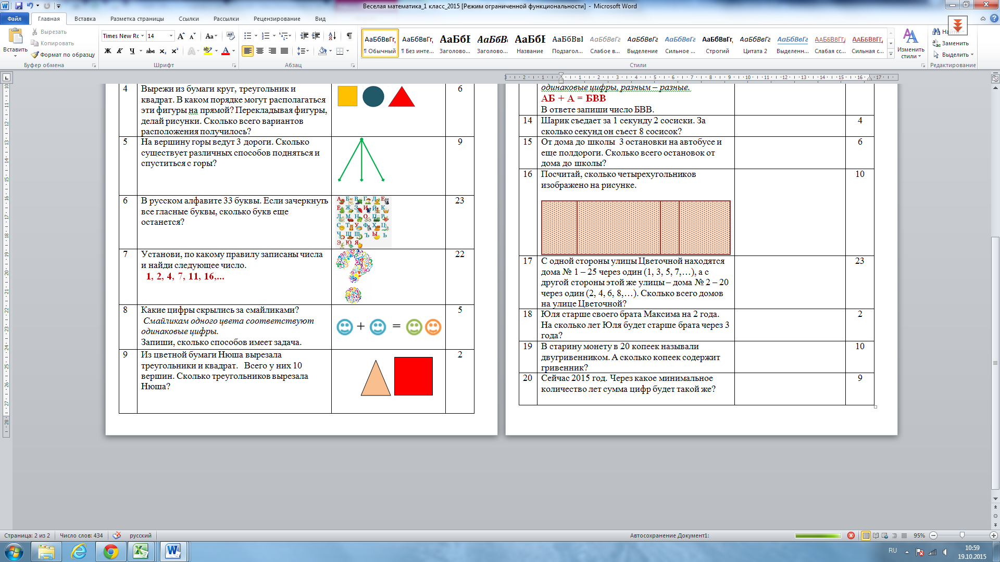 Веселая математика_1 класс_2015 [Режим ограниченной функциональности] - Microsoft Word
Файл Главная Вставка Разметка страницы Ссылки Рассылки Рецензирование Вид
Вставить
Вырезать
Копировать
Формат по образцу
Буфер обмена
Times New Ro 14
Ж К Ч
Шрифт
Абзац
АаБбВвГг, АаБбВвГг, АаБбЕ АаБбВв АаБбЕ АаБбВвІ АаБбВвГг АаБбВвГг АаБбВвГг АаБбВвГг, АаБбВвГг АаБбВвГг ААББВВГГ, ААББВВГГ,
¶ Обычный ¶ Без инте... Заголово... Заголово... Название Подзагол... Слабое в... Выделение Сильное ... Строгий Цитата 2 Выделенн... Слабая сс... Сильная с...
Стили
Изменить стили
Заменить
Выделить
Редактирование
4 Вырежи из бумаги круг, треугольник и 6
квадрат. В каком порядке могут располагаться
эти фигуры на прямой? Перекладывая фигуры,
делай рисунки. Сколько всего вариантов
расположения получилось?
5 На вершину горы ведут 3 дороги. Сколько 9
существует различных способов подняться и
спуститься с горы?
6 В русском алфавите 33 буквы. Если зачеркнуть 23
все гласные буквы, сколько букв еще
останется?
А Б В Г Д Е
Ё Ж З И Й К
Л М Н О П Р
С Т У Ф Х Ц
Ч Ш Щ Ъ Ы Ь
Э Ю Я
7 Установи, по какому правилу записаны числа 22
и найди следующее число.
1, 2, 4, 7, 11, 16,...
?
8 Какие цифры скрылись за смайликами? 5
Смайликам одного цвета соответствуют
одинаковые цифры.
Запиши, сколько способов имеет задача.
+ =
9 Из цветной бумаги Нюша вырезала 2
треугольники и квадрат. Всего у них 10
вершин. Сколько треугольников вырезала
Нюша?
одинаковые цифры, разным – разные.
АБ + А = БВВ
В ответе запиши число БВВ.
14 Шарик съедает за 1 секунду 2 сосиски. За 4
сколько секунд он съест 8 сосисок?
15 От дома до школы 3 остановки на автобусе и 6
еще полдороги. Сколько всего остановок от
дома до школы?
16 Посчитай, сколько четырехугольников 10
изображено на рисунке.
17 С одной стороны улицы Цветочной находятся 23
дома № 1 – 25 через один (1, 3, 5, 7,…), а с
другой стороны этой же улицы – дома № 2 – 20
через один (2, 4, 6, 8,…). Сколько всего домов
на улице Цветочной?
18 Юля старше своего брата Максима на 2 года. 2
На сколько лет Юля будет старше брата через 3
года?
19 В старину монету в 20 копеек называли 10
двугривенником. А сколько копеек содержит
гривенник?
20 Сейчас 2015 год. Через какое минимальное 9
количество лет сумма цифр будет такой же?
Страница: 2 из 2 Число слов: 434 русский Автосохранение Документ1: 95%
RU 10:59
19.10.2015